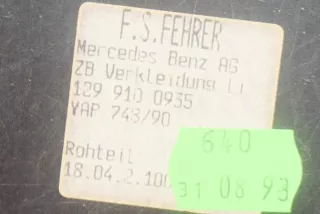 F.S.FEHRER
Mercedes Benz AG
ZB Verkleidung Li
129 910 0935
VAP 743/90
Rohteil
18.04.2.100
640
31 08 93